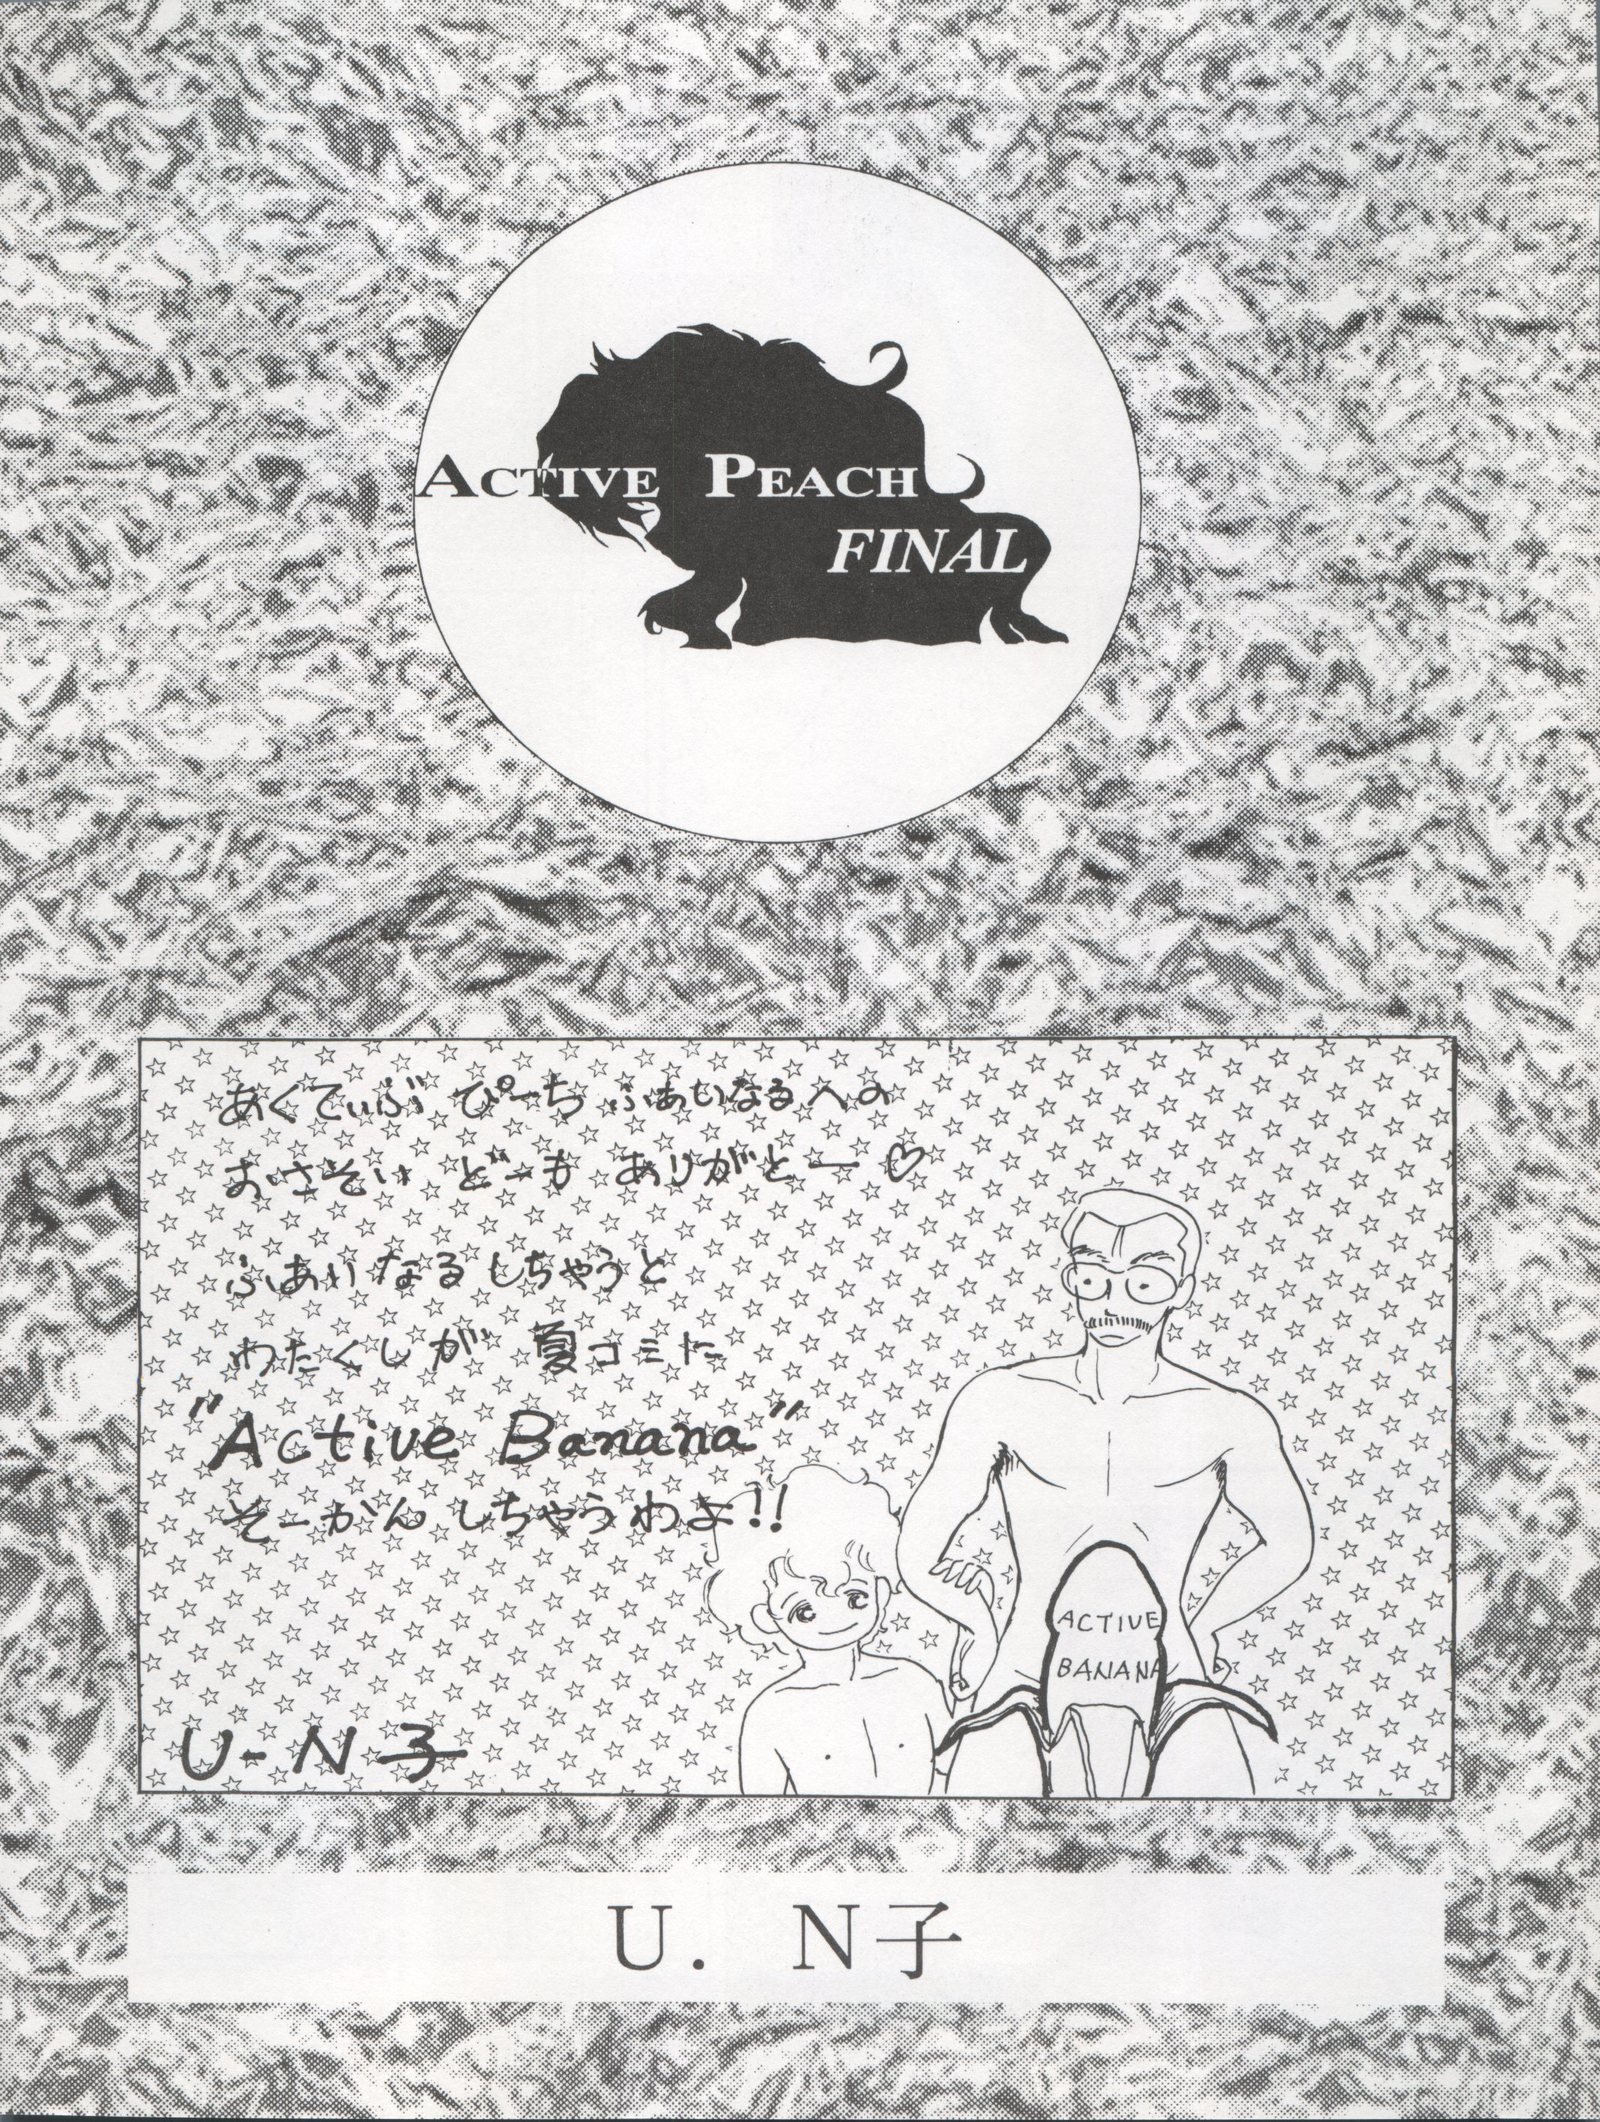 ACTIVE PEACH
FINAL
あくてぃぶ ぴーち ふぁいなるへの
おさそい どーも ありがとー♡
ふぁいなるしちゃうと
わたくしが 夏コミに
"Active Banana"
そーかんしちゃうわよ!!
ACTIVE
BANANA
U-N子
U. N子